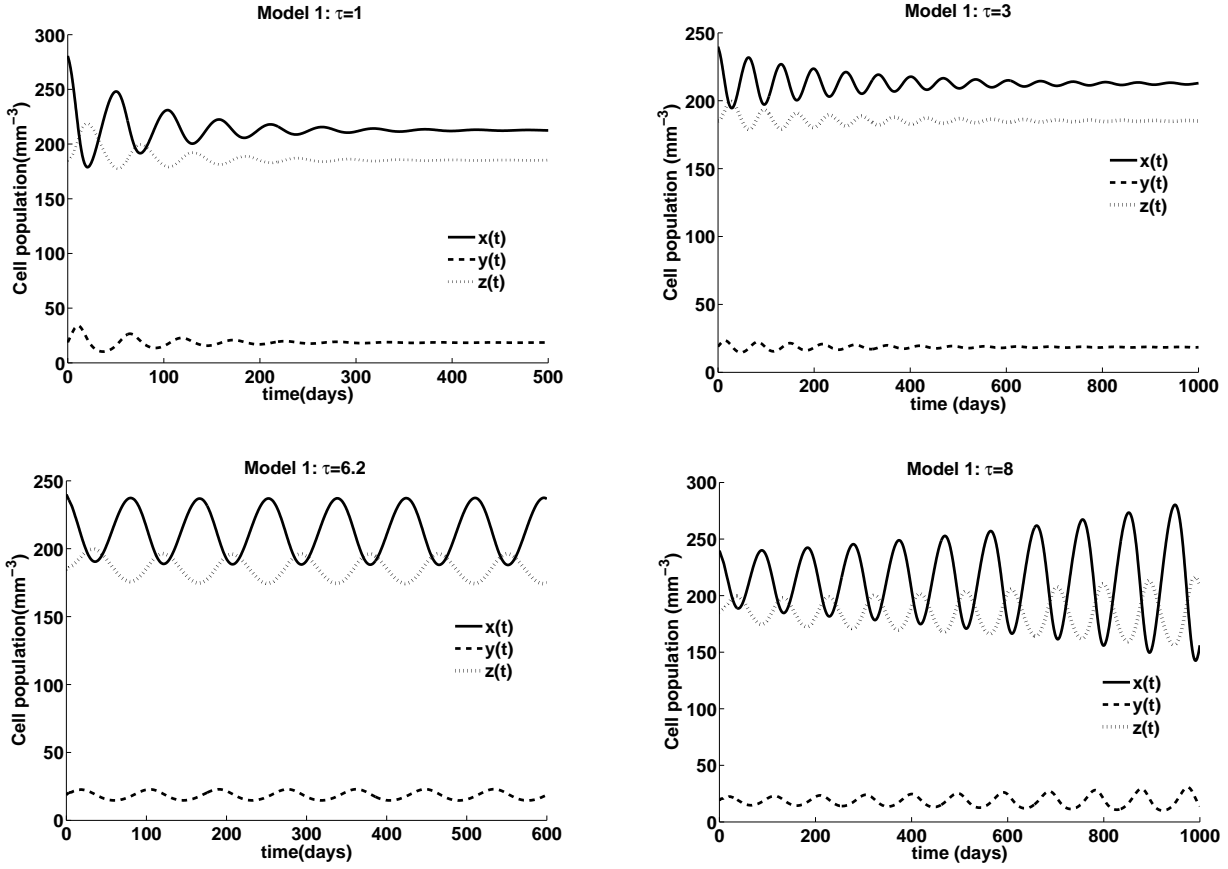 Model 1: τ=1
300
250
200
150
100
50
0
Cell population(mm−3)
x(t)
y(t)
z(t)
0 100 200 300 400 500
time(days)
Model 1: τ=3
250
200
150
100
50
0
Cell population (mm−3)
x(t)
y(t)
z(t)
0 200 400 600 800 1000
time (days)
Model 1: τ=6.2
250
200
150
100
50
0
Cell population(mm−3)
x(t)
y(t)
z(t)
0 100 200 300 400 500 600
time(days)
Model 1: τ=8
300
250
200
150
100
50
0
Cell population (mm−3)
x(t)
y(t)
z(t)
0 200 400 600 800 1000
time (days)